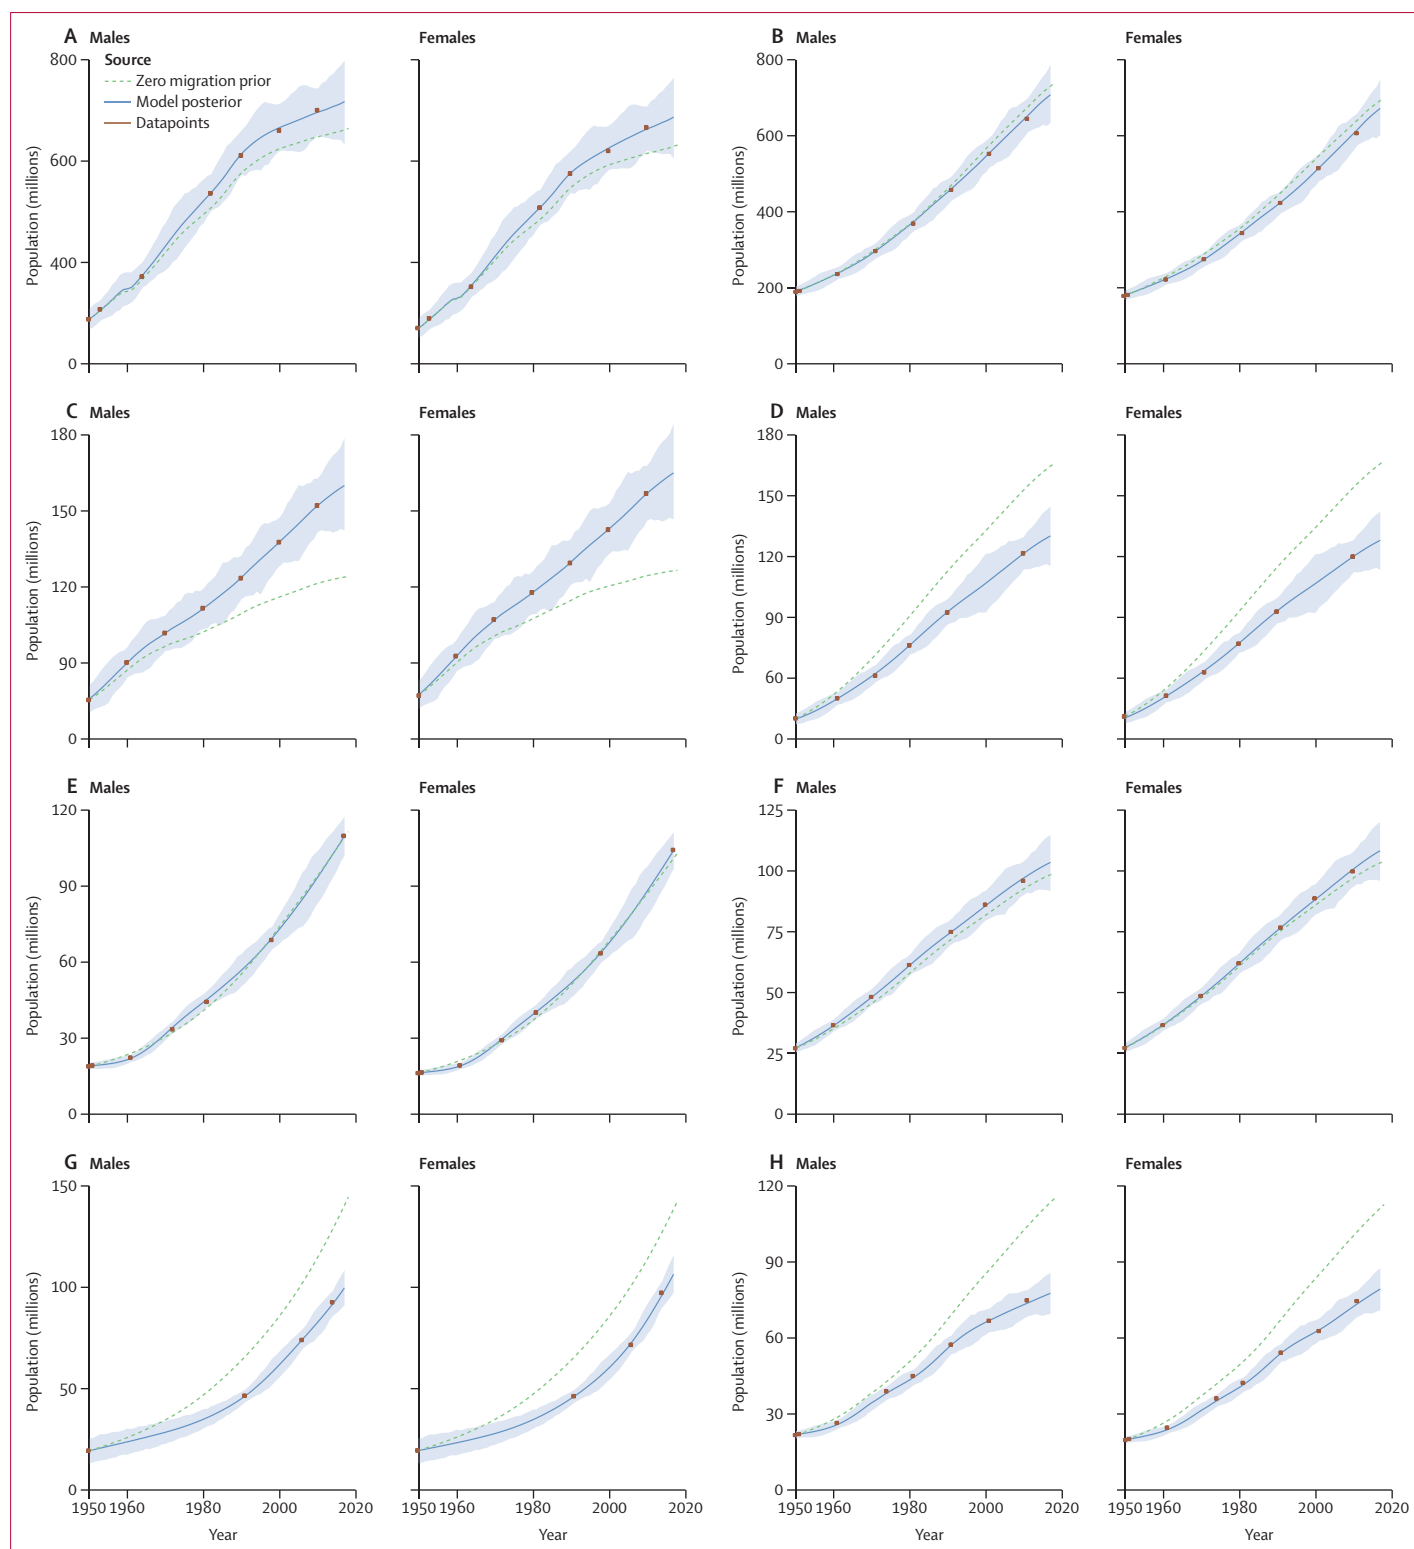 A Males
Females
Source
Zero migration prior
Model posterior
Datapoints
Population (millions)
800
600
400
0
B Males
Females
Population (millions)
800
600
400
200
0
C Males
Females
Population (millions)
180
150
120
90
0
D Males
Females
Population (millions)
180
150
120
90
60
0
E Males
Females
Population (millions)
120
90
60
30
0
F Males
Females
Population (millions)
125
100
75
50
25
0
G Males
Females
Population (millions)
150
100
50
0
1950 1960 1980 2000 2020
Year
1950 1960 1980 2000 2020
Year
H Males
Females
Population (millions)
120
90
60
30
0
1950 1960 1980 2000 2020
Year
1950 1960 1980 2000 2020
Year